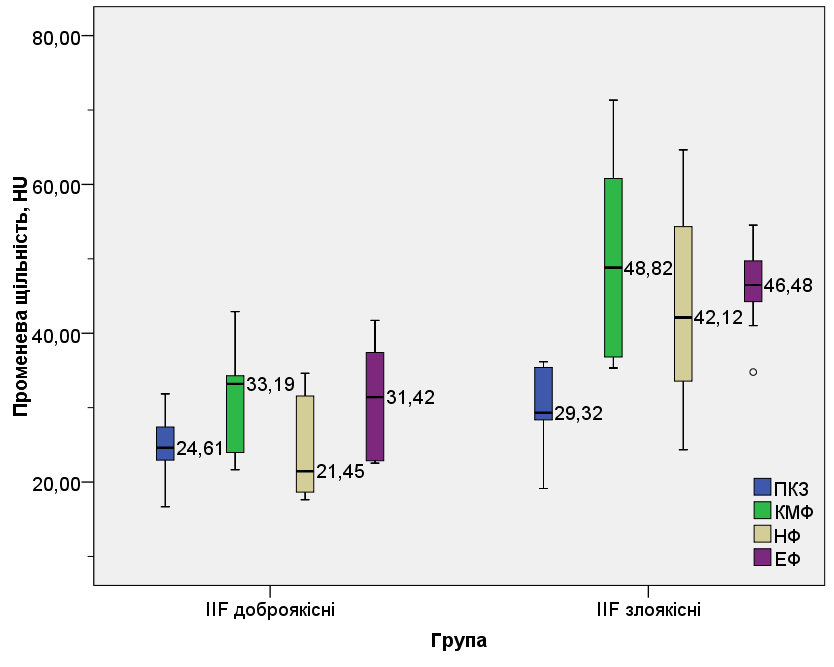 Променева щільність, HU
80,00
60,00
40,00
20,00
24,61
33,19
21,45
31,42
29,32
48,82
42,12
46,48
ПКЗ
КМФ
НФ
ЕФ
IIF доброякісні
IIF злоякісні
Група